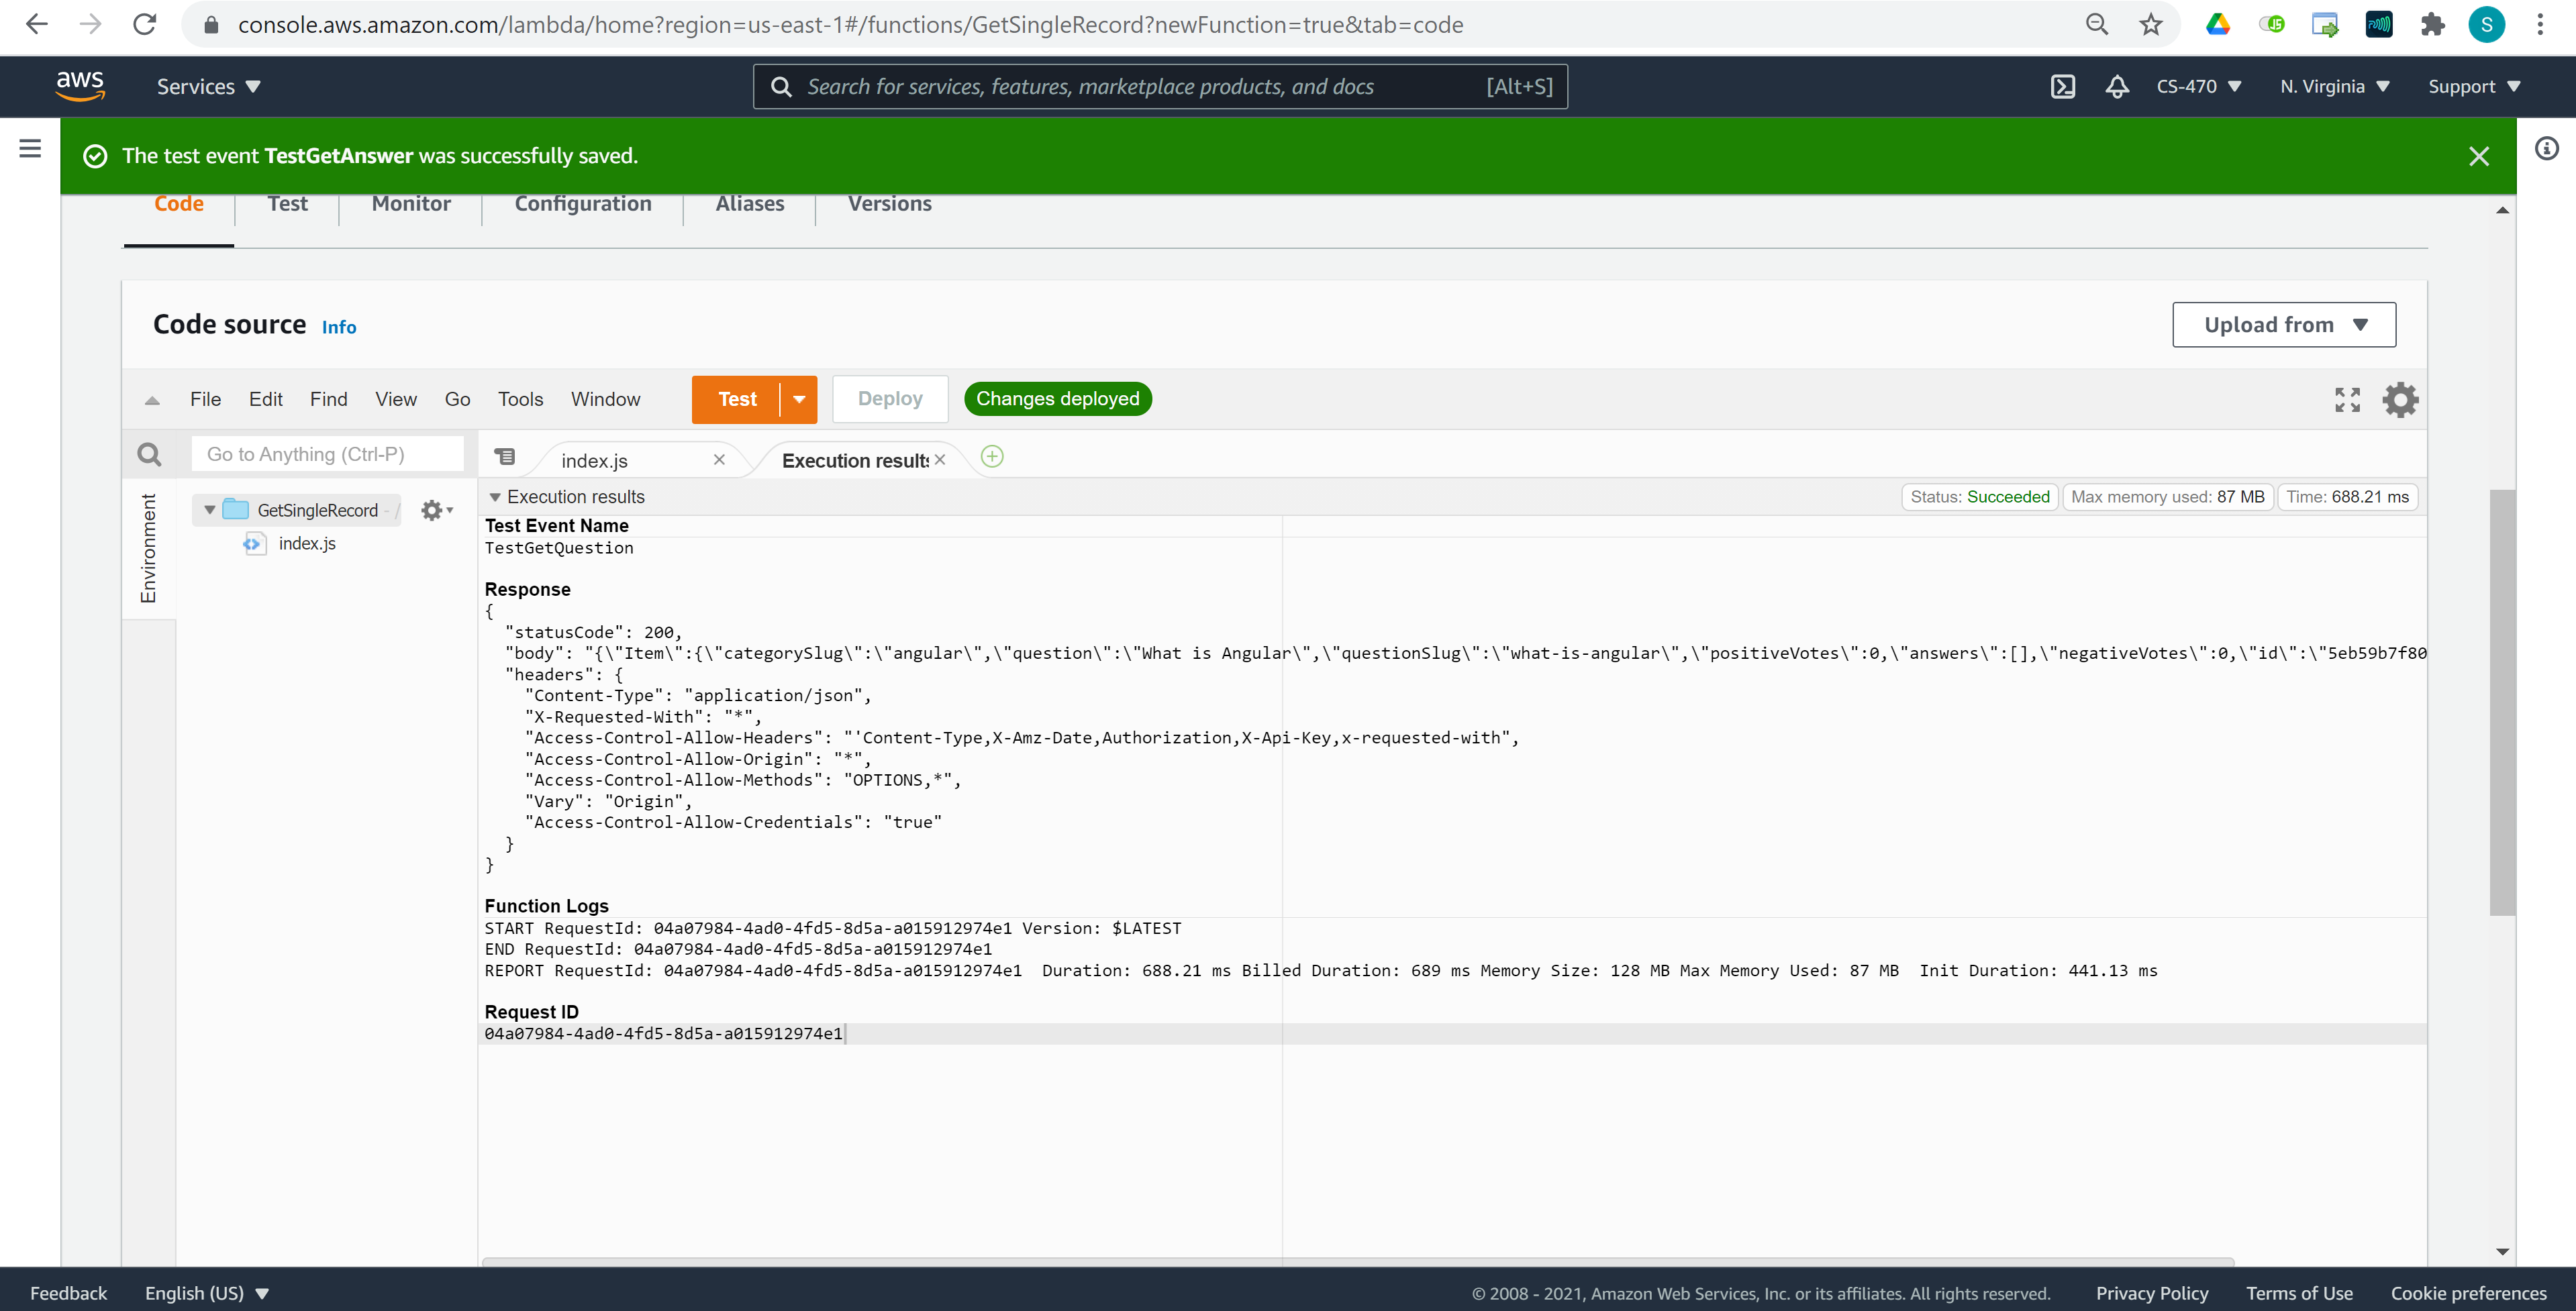 console.aws.amazon.com/lambda/home?region=us-east-1#/functions/GetSingleRecord?newFunction=true&tab=code
JS
S
aws
Services
Search for services, features, marketplace products, and docs
[Alt+S]
CS-470
N. Virginia
Support
The test event TestGetAnswer was successfully saved.
Code
Test
Monitor
Configuration
Aliases
Versions
Code source Info
Upload from
File Edit Find View Go Tools Window
Test
Deploy
Changes deployed
Go to Anything (Ctrl-P)
index.js
Execution results
Environment
GetSingleRecord - /
index.js
Execution results
Status: Succeeded
Max memory used: 87 MB
Time: 688.21 ms
Test Event Name
TestGetQuestion
Response
{
"statusCode": 200,
"body": "{\"Item\":{\"categorySlug\":\"angular\",\"question\":\"What is Angular\",\"questionSlug\":\"what-is-angular\",\"positiveVotes\":0,\"answers\":[],\"negativeVotes\":0,\"id\":\"5eb59b7f80
"headers": {
"Content-Type": "application/json",
"X-Requested-With": "*",
"Access-Control-Allow-Headers": "'Content-Type,X-Amz-Date,Authorization,X-Api-Key,x-requested-with",
"Access-Control-Allow-Origin": "*",
"Access-Control-Allow-Methods": "OPTIONS,*",
"Vary": "Origin",
"Access-Control-Allow-Credentials": "true"
}
}
Function Logs
START RequestId: 04a07984-4ad0-4fd5-8d5a-a015912974e1 Version: $LATEST
END RequestId: 04a07984-4ad0-4fd5-8d5a-a015912974e1
REPORT RequestId: 04a07984-4ad0-4fd5-8d5a-a015912974e1 Duration: 688.21 ms Billed Duration: 689 ms Memory Size: 128 MB Max Memory Used: 87 MB Init Duration: 441.13 ms
Request ID
04a07984-4ad0-4fd5-8d5a-a015912974e1
Feedback
English (US)
© 2008 - 2021, Amazon Web Services, Inc. or its affiliates. All rights reserved.
Privacy Policy
Terms of Use
Cookie preferences